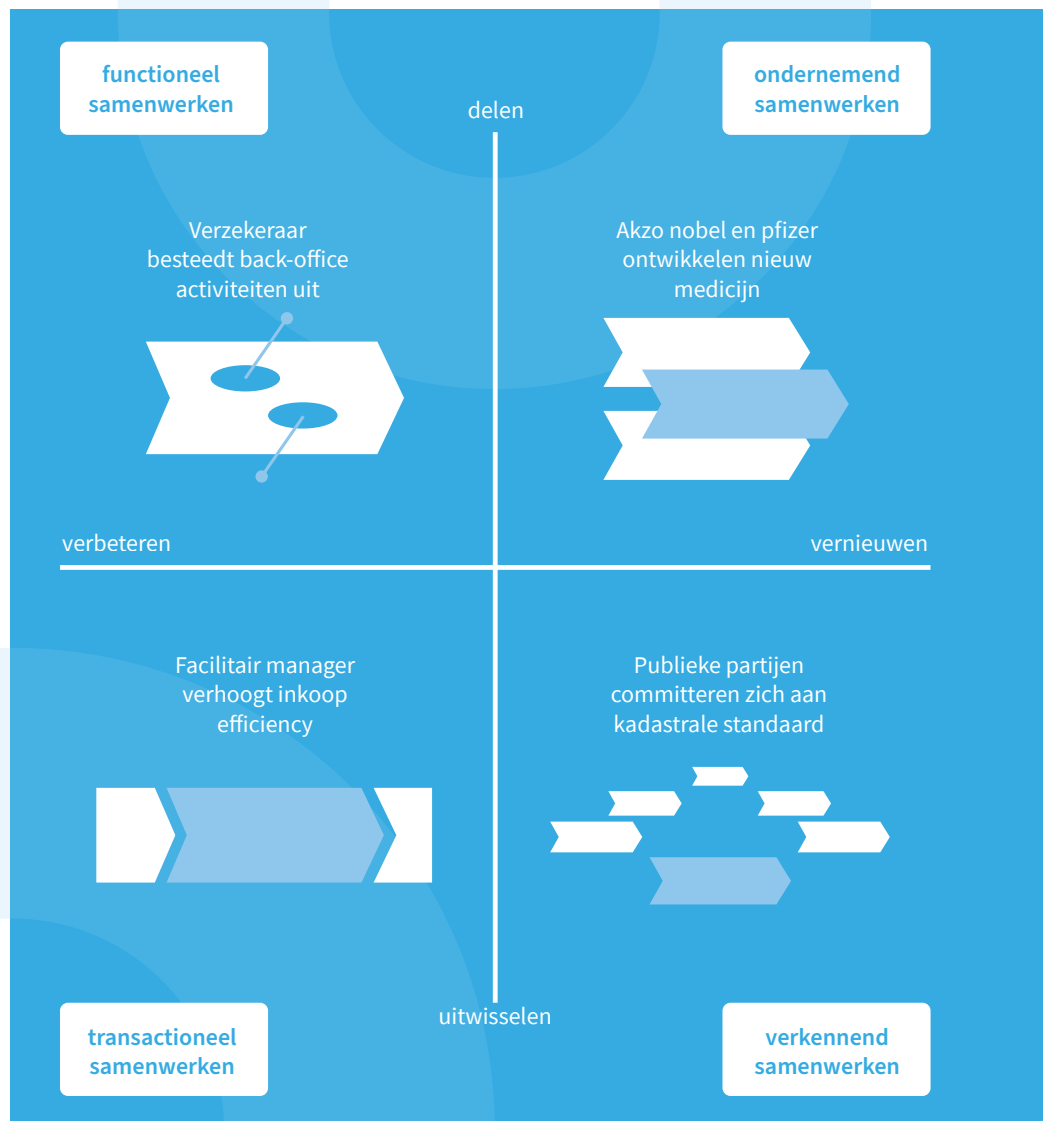 functioneel
samenwerken
ondernemend
samenwerken
delen
Verzekeraar
besteedt back-office
activiteiten uit
Akzo nobel en pfizer
ontwikkelen nieuw
medicijn
verbeteren
vernieuwen
Facilitair manager
verhoogt inkoop
efficiency
Publieke partijen
committeren zich aan
kadastrale standaard
uitwisselen
transactioneel
samenwerken
verkennend
samenwerken